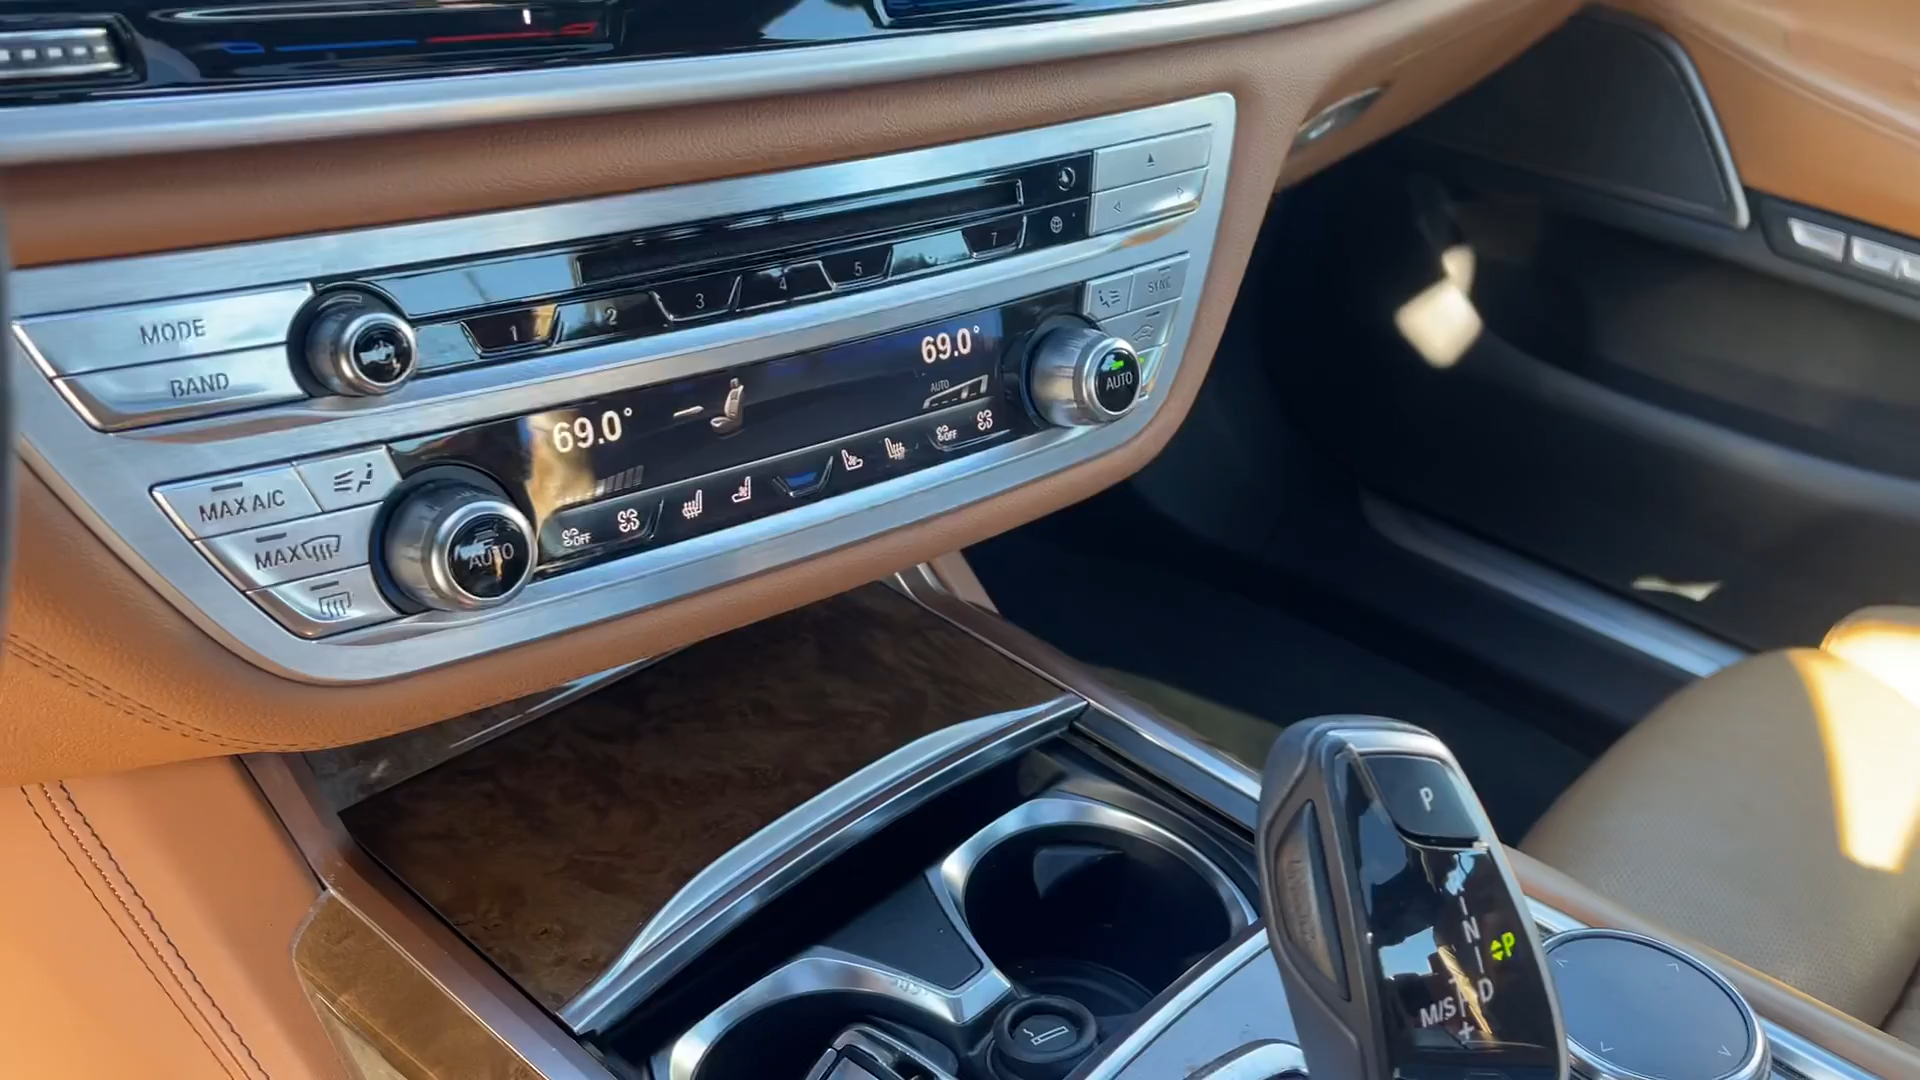 MODE
BAND
1
2
3
4
5
7
SYNC
69.0°
69.0°
AUTO
AUTO
MAX A/C
MAX
AUTO
OFF
OFF
P
N
P
M/S
D
+